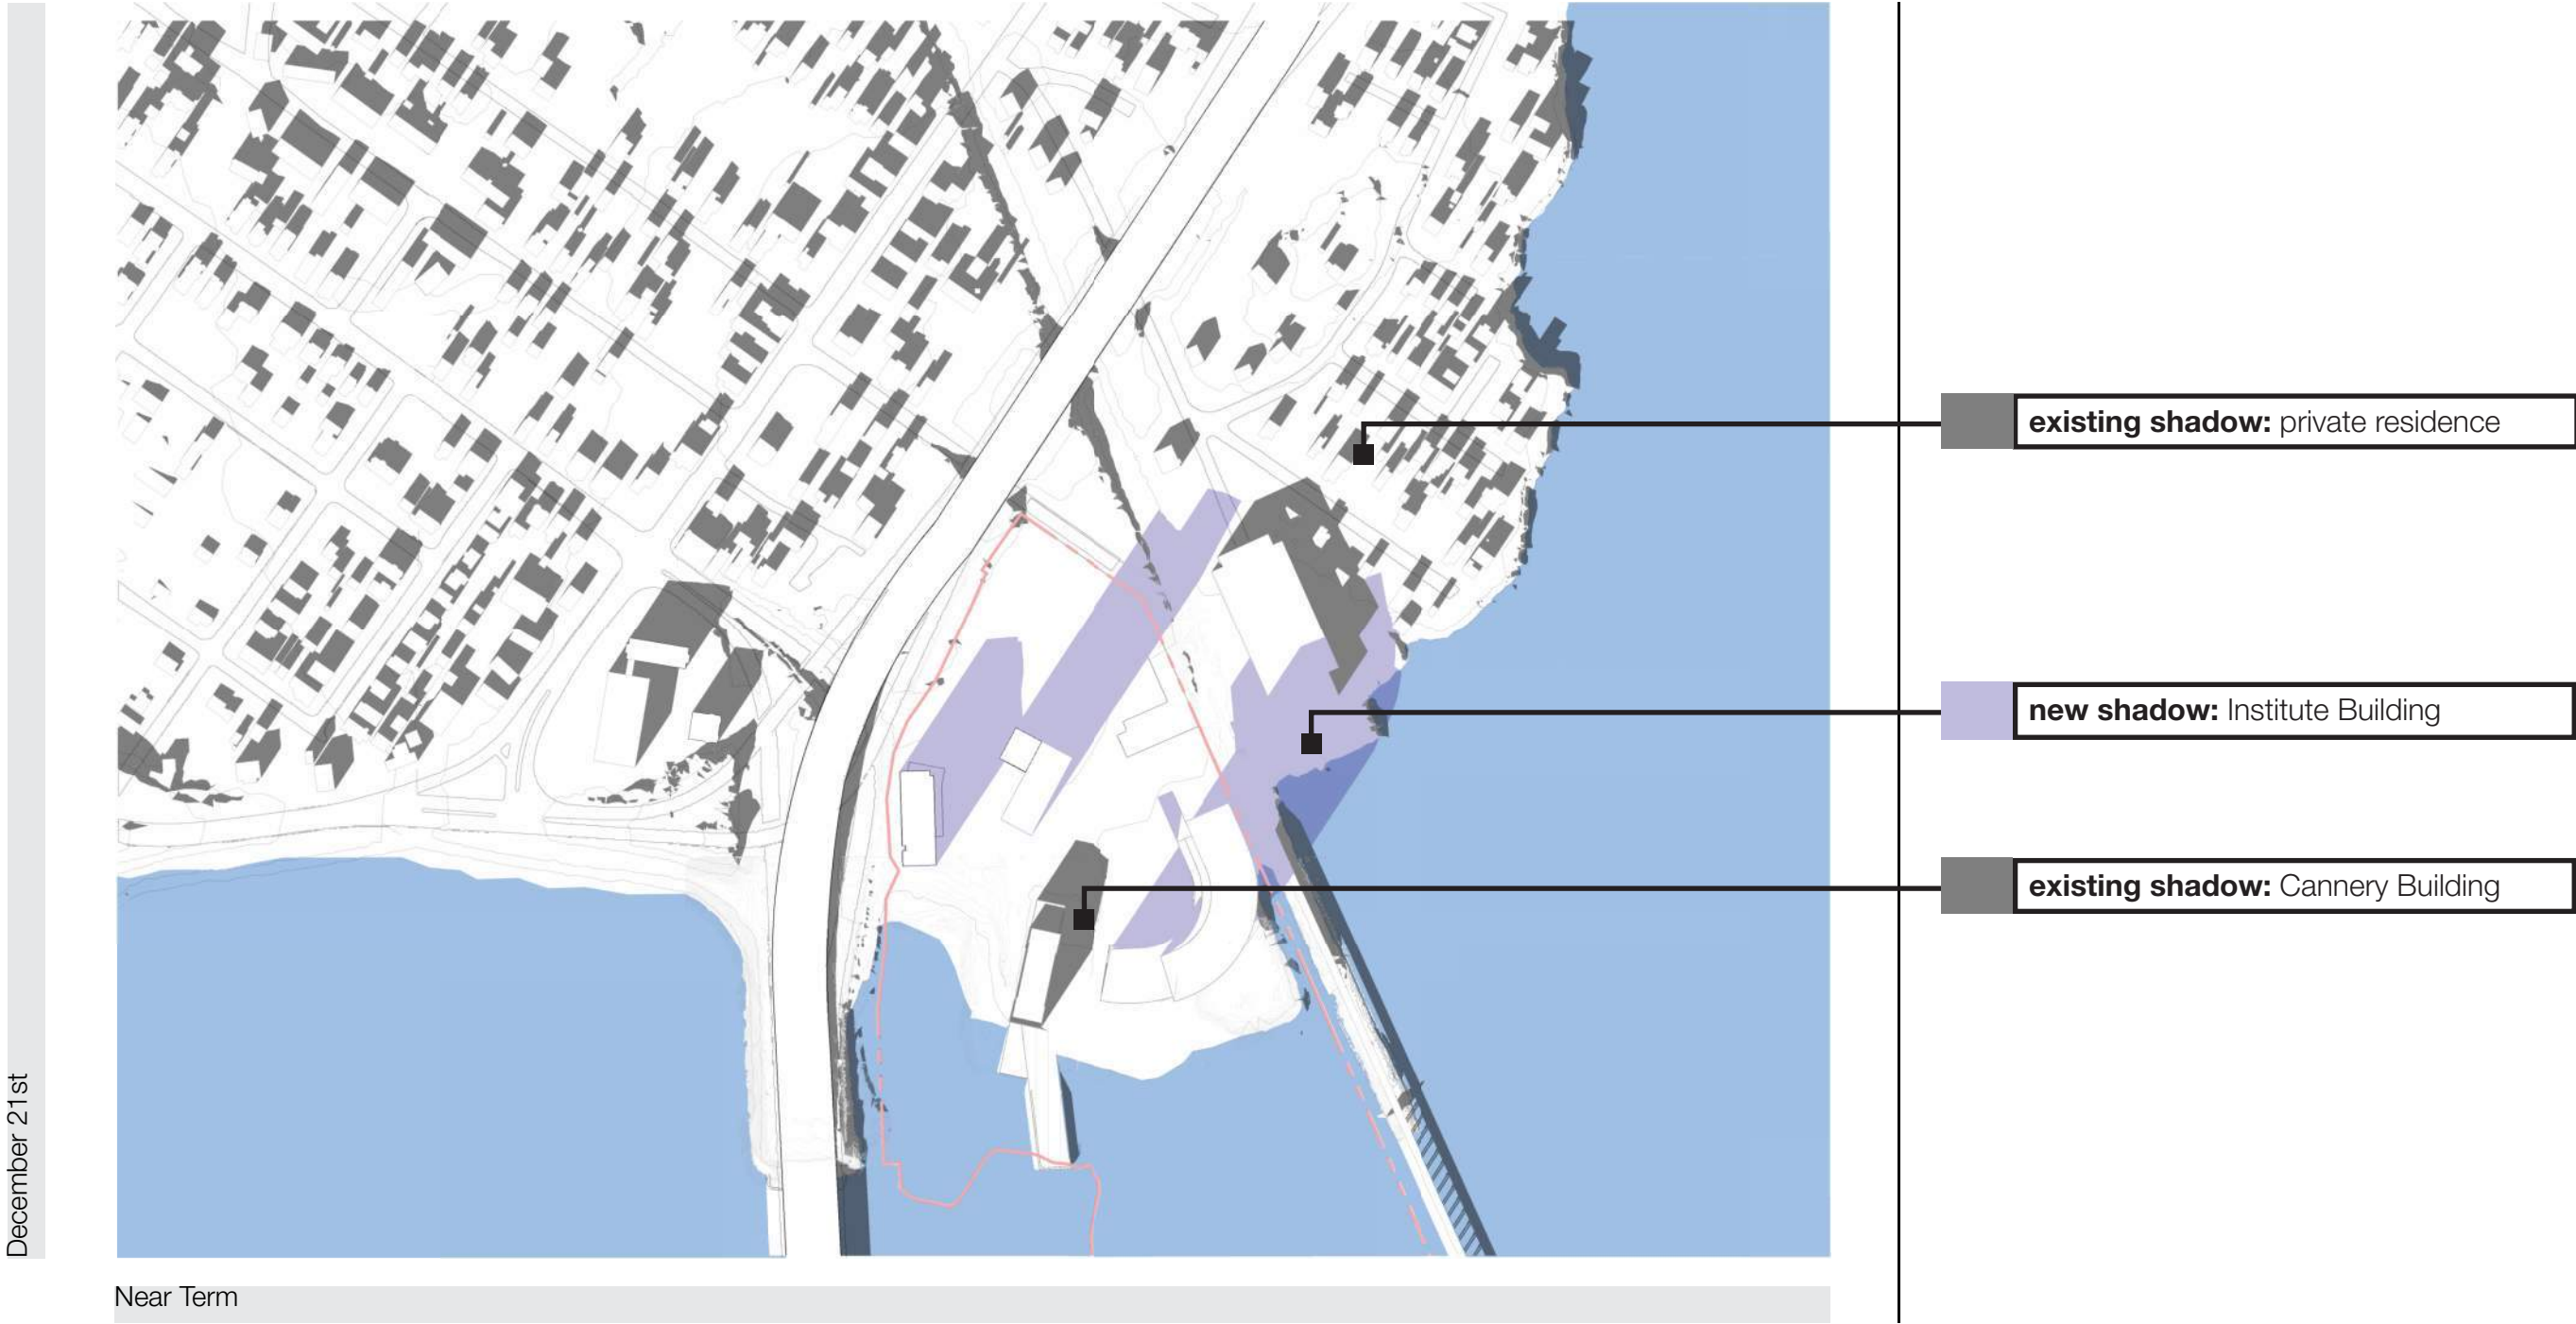 December 21st
existing shadow: private residence
new shadow: Institute Building
existing shadow: Cannery Building
Near Term